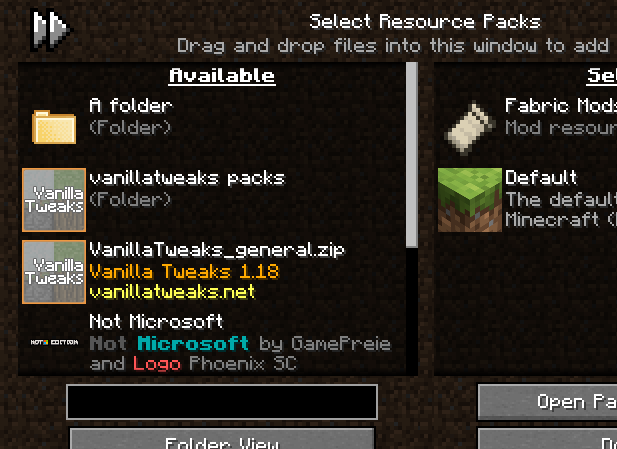 Select Resource Packs
Drag and drop files into this window to add
Available
A folder
(Folder)
Vanilla Tweaks
vanillatweaks packs
(Folder)
Vanilla Tweaks
VanillaTweaks_general.zip
Vanilla Tweaks 1.18
vanillatweaks.net
Not Microsoft
Not Microsoft by GamePreie
and Logo Phoenix SC
Folder View
Sel
Fabric Mods
Mod resour
Default
The default
Minecraft (
Open Pa
Do